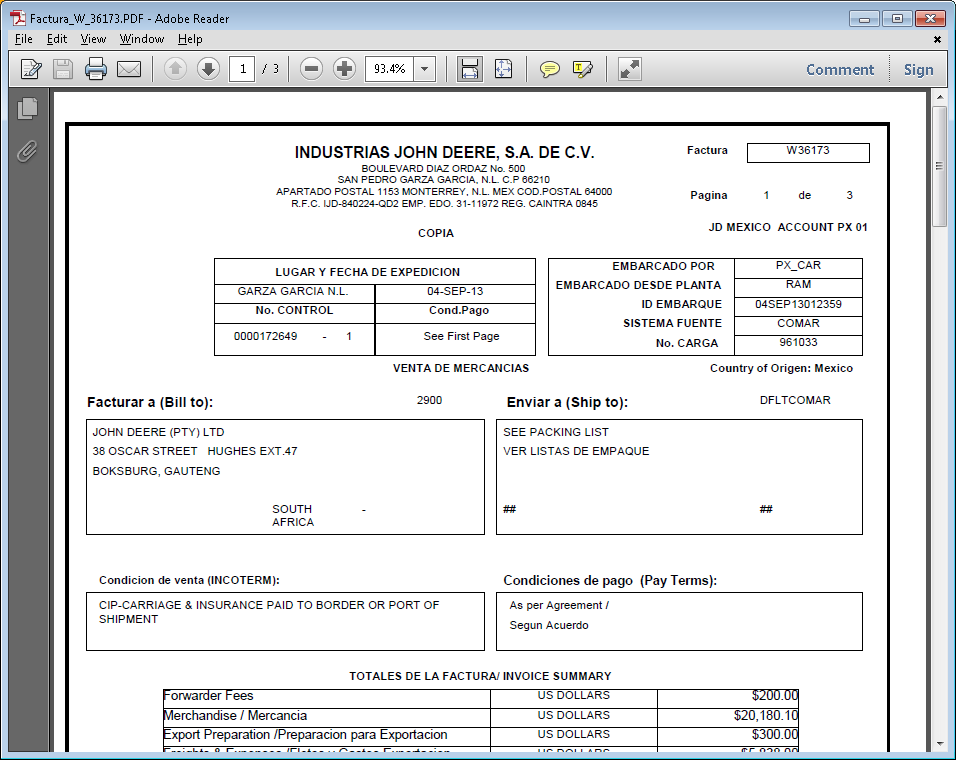 Factura_W_36173.PDF - Adobe Reader
File Edit View Window Help
1 / 3 93.4% Comment Sign
INDUSTRIAS JOHN DEERE, S.A. DE C.V.
BOULEVARD DIAZ ORDAZ No. 500
SAN PEDRO GARZA GARCIA, N.L. C.P 66210
APARTADO POSTAL 1153 MONTERREY, N.L. MEX COD.POSTAL 64000
R.F.C. IJD-840224-QD2 EMP. EDO. 31-11972 REG. CAINTRA 0845
Factura W36173
Pagina 1 de 3
COPIA
JD MEXICO ACCOUNT PX 01
LUGAR Y FECHA DE EXPEDICION
GARZA GARCIA N.L. 04-SEP-13
No. CONTROL Cond.Pago
0000172649 - 1 See First Page
EMBARCADO POR PX_CAR
EMBARCADO DESDE PLANTA RAM
ID EMBARQUE 04SEP13012359
SISTEMA FUENTE COMAR
No. CARGA 961033
VENTA DE MERCANCIAS
Country of Origen: Mexico
Facturar a (Bill to): 2900
JOHN DEERE (PTY) LTD
38 OSCAR STREET HUGHES EXT.47
BOKSBURG, GAUTENG
SOUTH -
AFRICA
Enviar a (Ship to): DFLTCOMAR
SEE PACKING LIST
VER LISTAS DE EMPAQUE
## ##
Condicion de venta (INCOTERM):
CIP-CARRIAGE & INSURANCE PAID TO BORDER OR PORT OF
SHIPMENT
Condiciones de pago (Pay Terms):
As per Agreement /
Segun Acuerdo
TOTALES DE LA FACTURA/ INVOICE SUMMARY
Forwarder Fees US DOLLARS $200.00
Merchandise / Mercancia US DOLLARS $20,180.10
Export Preparation /Preparacion para Exportacion US DOLLARS $300.00